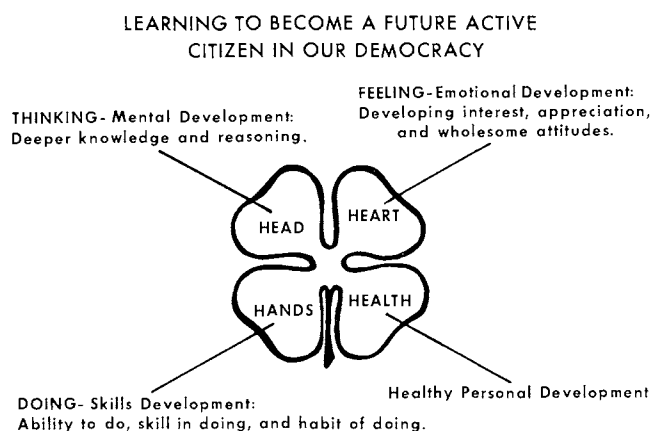 LEARNING TO BECOME A FUTURE ACTIVE
CITIZEN IN OUR DEMOCRACY
THINKING- Mental Development:
Deeper knowledge and reasoning.
FEELING-Emotional Development:
Developing interest, appreciation,
and wholesome attitudes.
HEAD
HEART
HANDS
HEALTH
DOING- Skills Development:
Ability to do, skill in doing, and habit of doing.
Healthy Personal Development